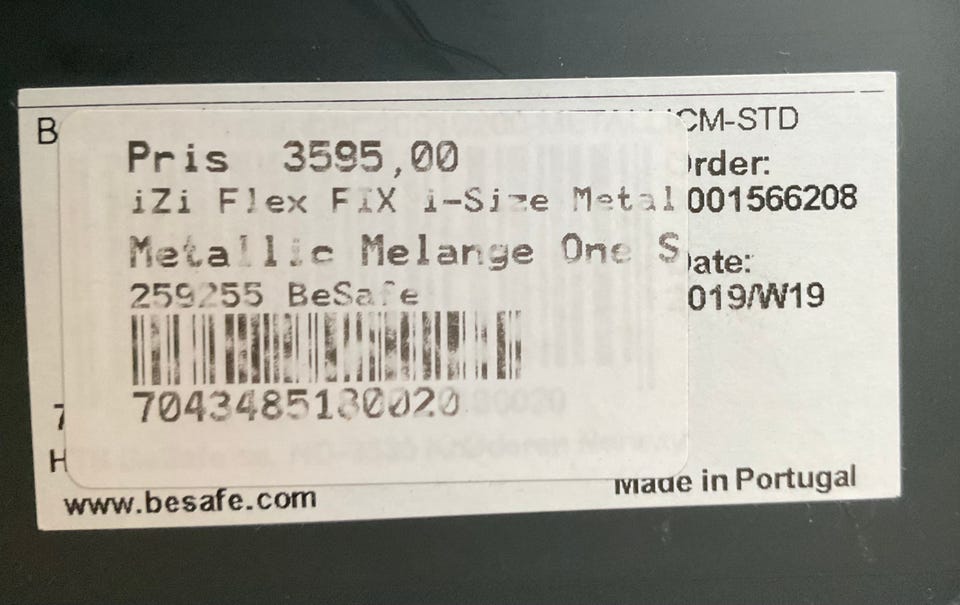 CM-STD
Pris 3595,00
rder:
iZi Flex FIX i-Size Metal
001566208
Metallic Melange One S
ate:
259255 BeSafe
019/W19
7043485180020
www.besafe.com
Made in Portugal